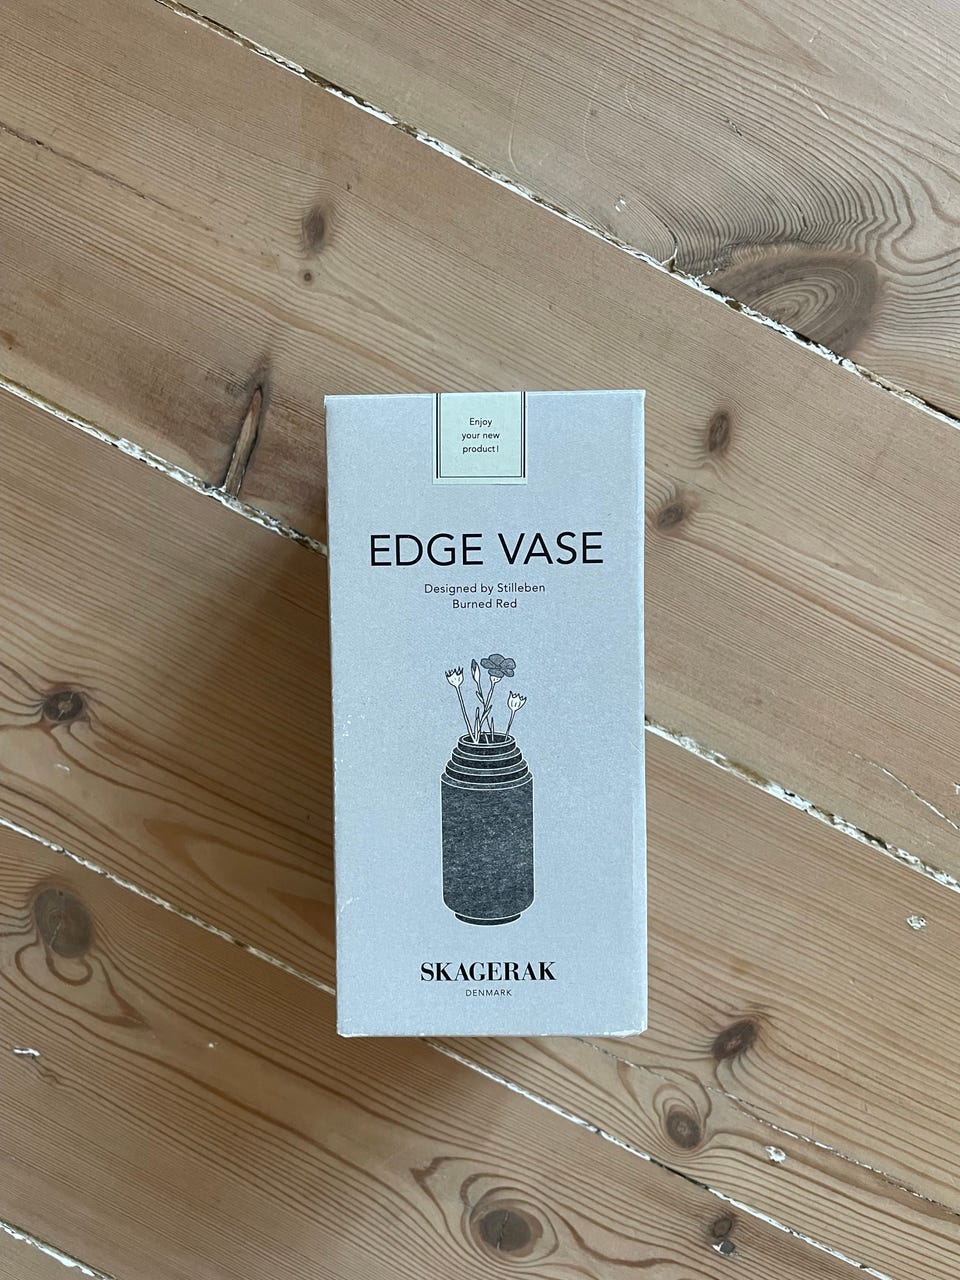 Enjoy
your new
product!
EDGE VASE
Designed by Stilleben
Burned Red
SKAGERAK
DENMARK